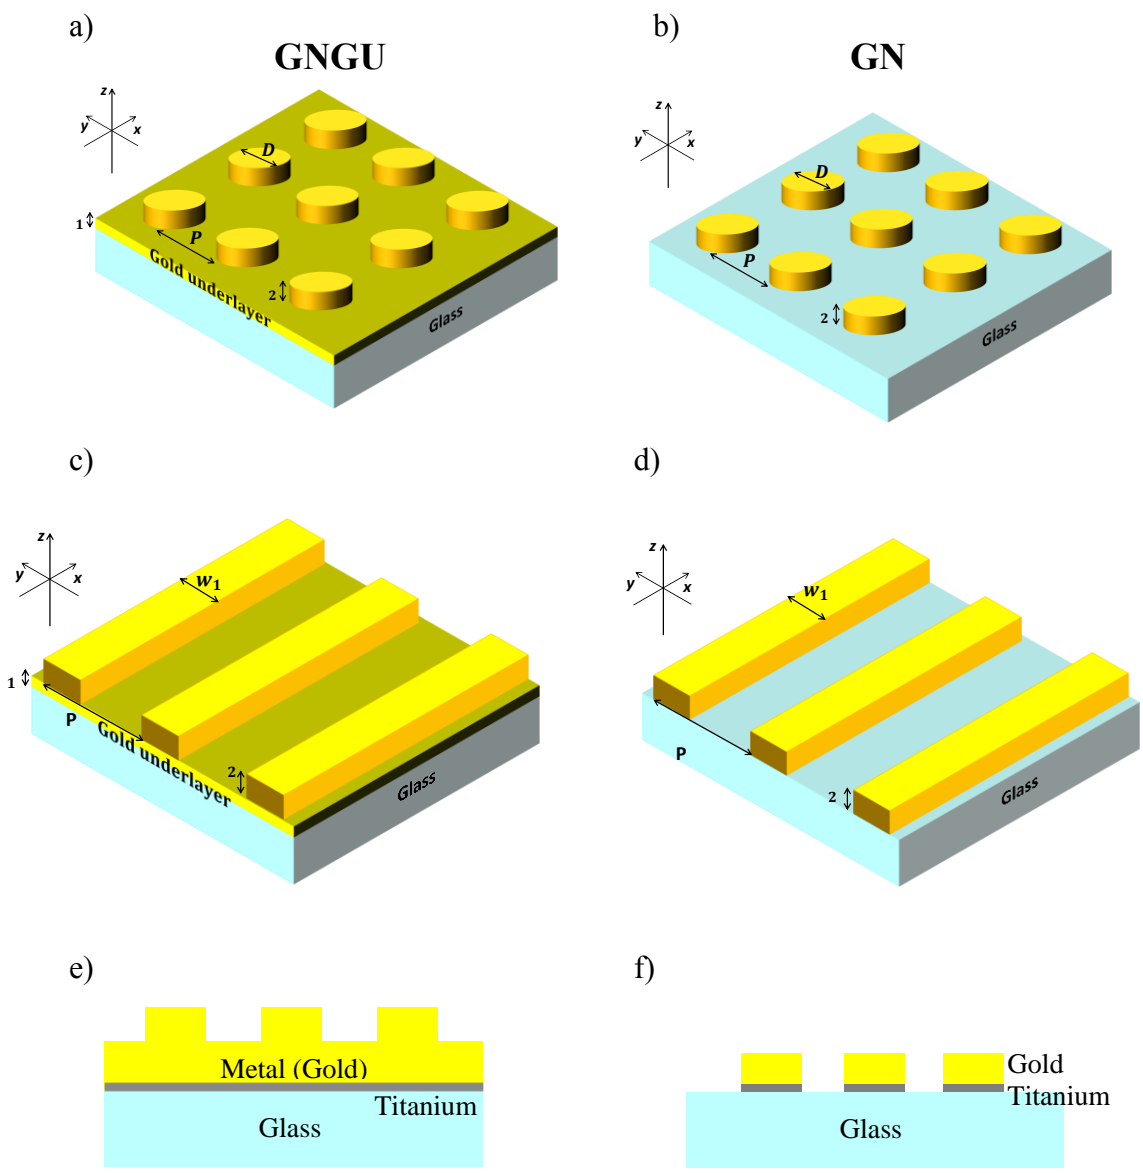 a)
b)
GNGU
GN
z
y
x
D
P
1
2
Gold underlayer
Glass
z
y
x
D
P
2
Glass
c)
d)
z
y
x
w₁
1
P
Gold underlayer
2
Glass
z
y
x
w₁
P
2
Glass
e)
f)
Metal (Gold)
Titanium
Glass
Gold
Titanium
Glass